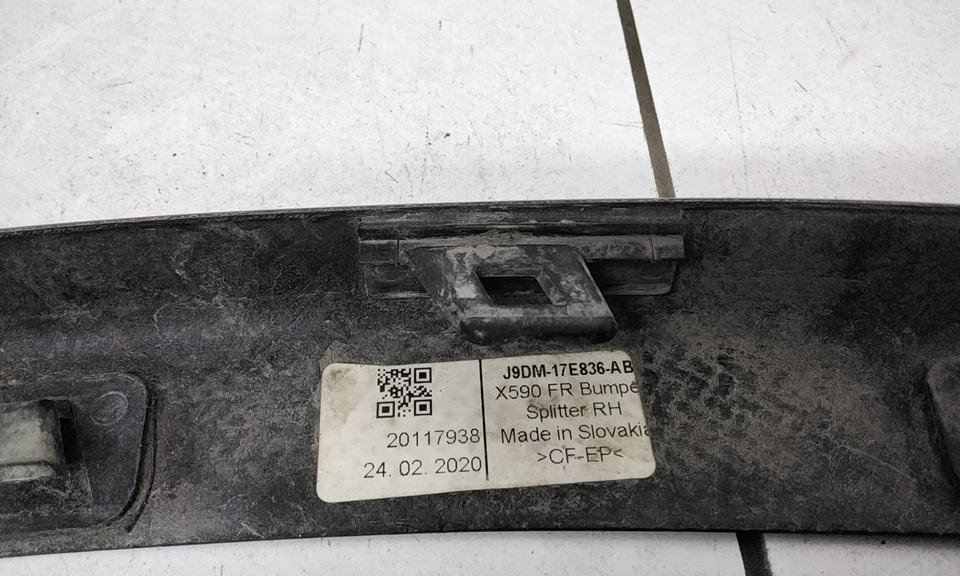 20117938
24. 02. 2020
J9DM-17E836-AB
X590 FR Bumpe
Splitter RH
Made in Slovakia
>CF-EP<